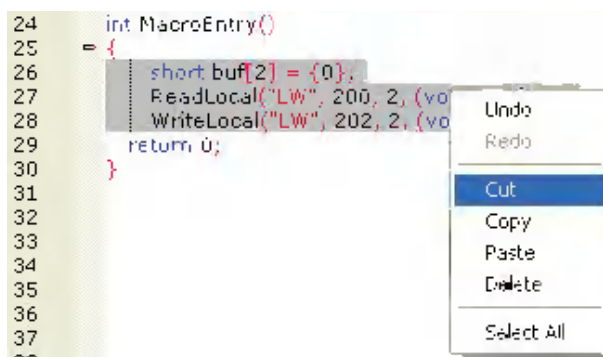 24 int MacroEntry()
25 {
26 short buf[2] = {0};
27 ReadLocal("LW", 200, 2, (vo
28 WriteLocal("LW", 202, 2, (vo
29 return 0;
30 }
31
32
33
34
35
36
37
Undo
Redo
Cut
Copy
Paste
Delete
Select All